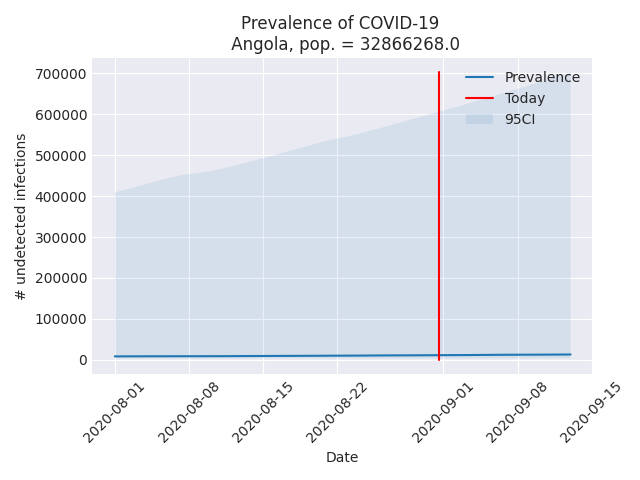 Prevalence of COVID-19
Angola, pop. = 32866268.0
Prevalence
Today
95CI
# undetected infections
700000
600000
500000
400000
300000
200000
100000
0
2020-08-01
2020-08-08
2020-08-15
2020-08-22
2020-09-01
2020-09-08
2020-09-15
Date